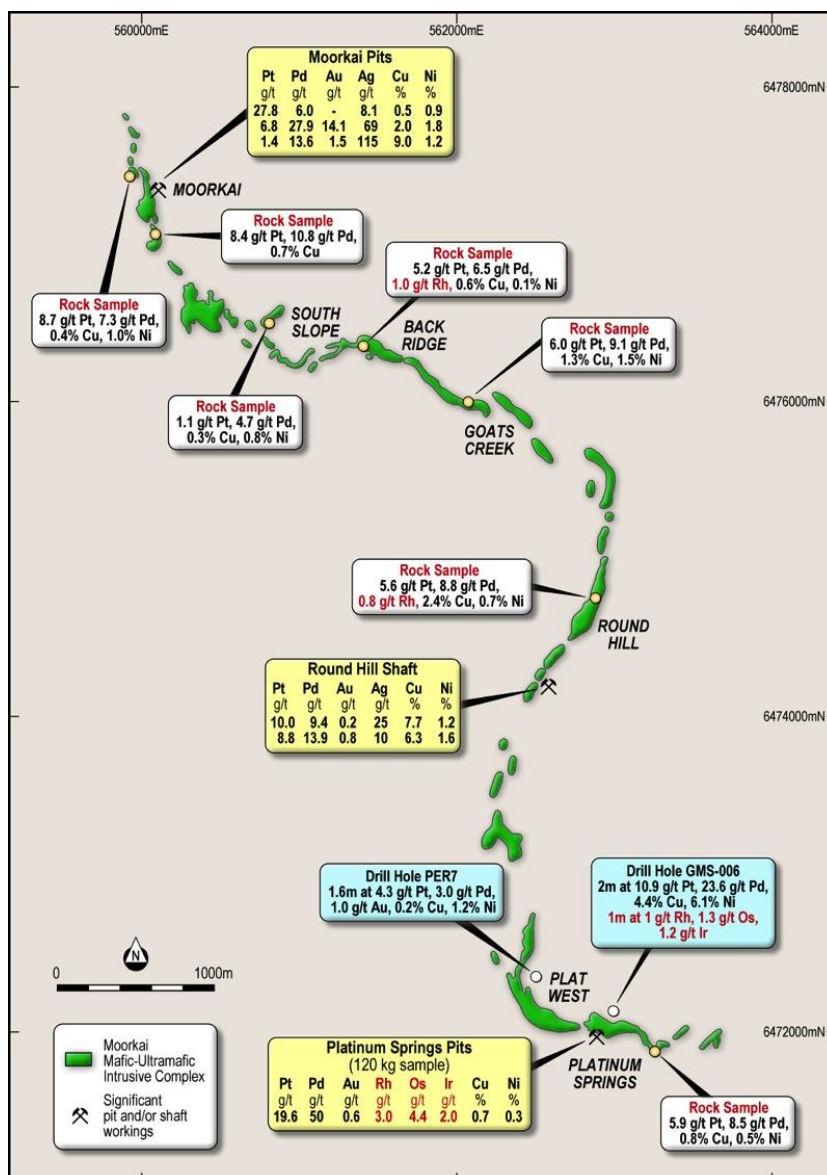 560000mE
562000mE
564000mE
Moorkai Pits
Pt Pd Au Ag Cu Ni
g/t g/t g/t g/t % %
27.8 6.0 - 8.1 0.5 0.9
6.8 27.9 14.1 69 2.0 1.8
1.4 13.6 1.5 115 9.0 1.2
6478000mN
MOORKAI
Rock Sample
8.4 g/t Pt, 10.8 g/t Pd,
0.7% Cu
Rock Sample
5.2 g/t Pt, 6.5 g/t Pd,
1.0 g/t Rh, 0.6% Cu, 0.1% Ni
Rock Sample
8.7 g/t Pt, 7.3 g/t Pd,
0.4% Cu, 1.0% Ni
SOUTH
SLOPE
BACK
RIDGE
Rock Sample
6.0 g/t Pt, 9.1 g/t Pd,
1.3% Cu, 1.5% Ni
Rock Sample
1.1 g/t Pt, 4.7 g/t Pd,
0.3% Cu, 0.8% Ni
6476000mN
GOATS
CREEK
Rock Sample
5.6 g/t Pt, 8.8 g/t Pd,
0.8 g/t Rh, 2.4% Cu, 0.7% Ni
ROUND
HILL
Round Hill Shaft
Pt Pd Au Ag Cu Ni
g/t g/t g/t g/t % %
10.0 9.4 0.2 25 7.7 1.2
8.8 13.9 0.8 10 6.3 1.6
6474000mN
Drill Hole PER7
1.6m at 4.3 g/t Pt, 3.0 g/t Pd,
1.0 g/t Au, 0.2% Cu, 1.2% Ni
Drill Hole GMS-006
2m at 10.9 g/t Pt, 23.6 g/t Pd,
4.4% Cu, 6.1% Ni
1m at 1 g/t Rh, 1.3 g/t Os,
1.2 g/t Ir
N
0 1000m
PLAT
WEST
6472000mN
Moorkai
Mafic-Ultramafic
Intrusive Complex
Significant
pit and/or shaft
workings
Platinum Springs Pits
(120 kg sample)
Pt Pd Au Rh Os Ir Cu Ni
g/t g/t g/t g/t g/t g/t % %
19.6 50 0.6 3.0 4.4 2.0 0.7 0.3
PLATINUM
SPRINGS
Rock Sample
5.9 g/t Pt, 8.5 g/t Pd,
0.8% Cu, 0.5% Ni